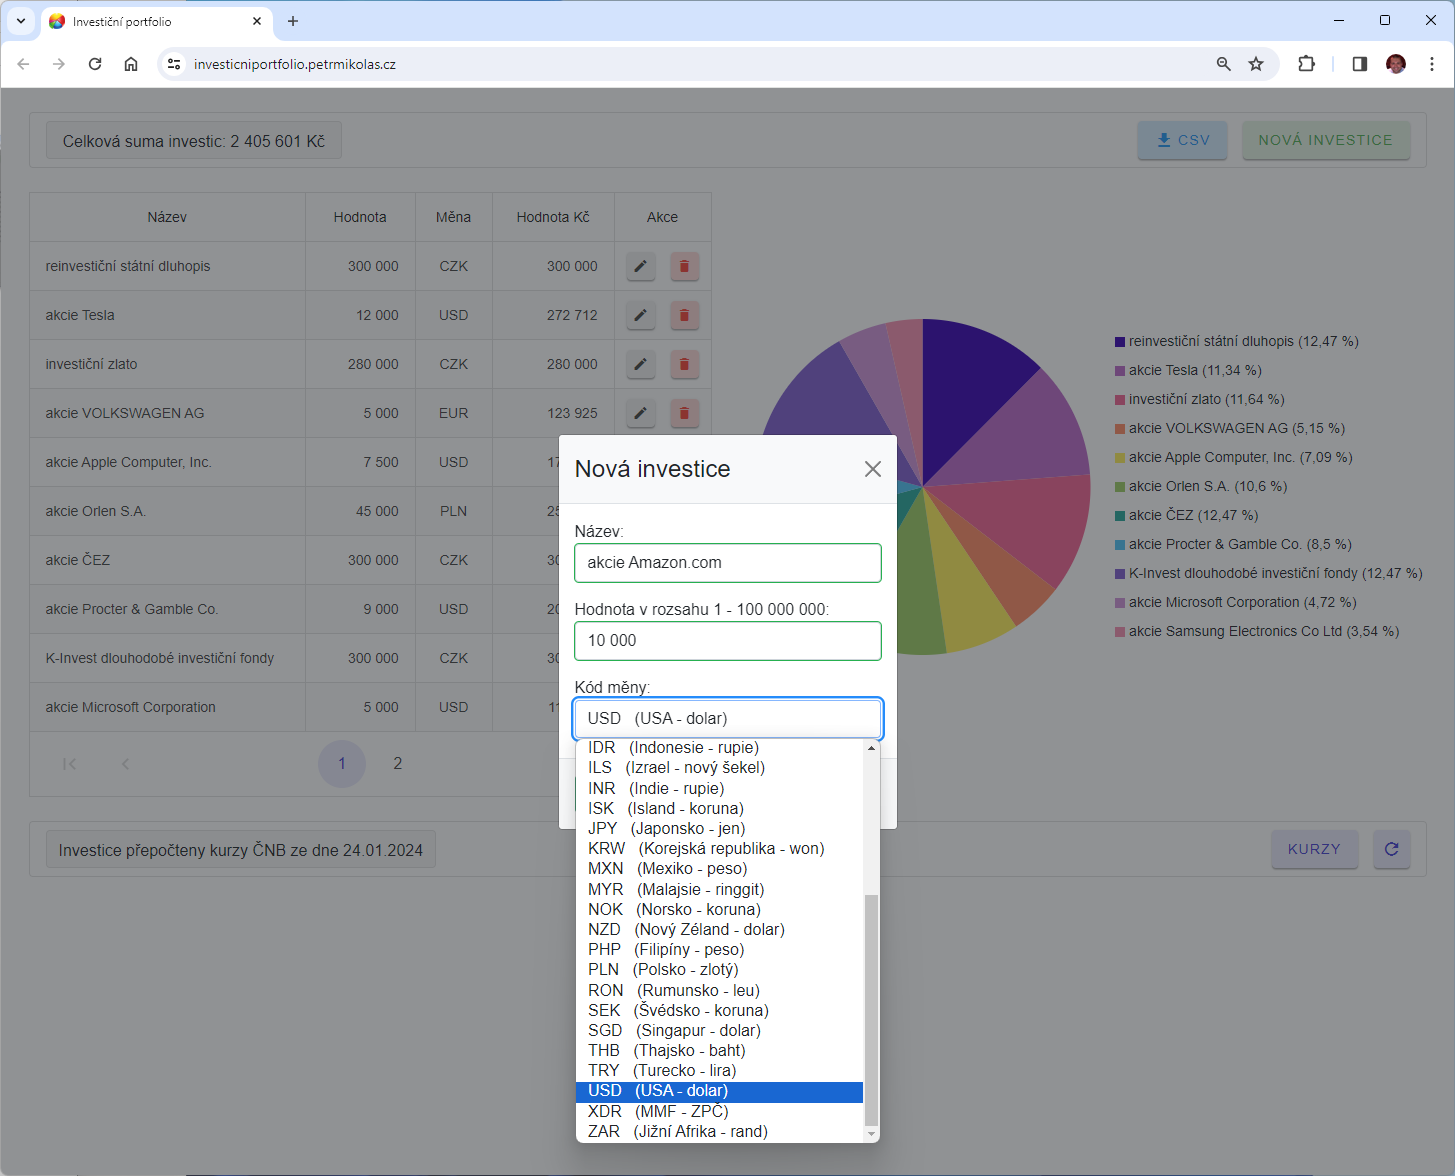 Investiční portfolio
investicniportfolio.petrmikolas.cz
Celková suma investic: 2 405 601 Kč
CSV
NOVÁ INVESTICE
Název Hodnota Měna Hodnota Kč Akce
reinvestiční státní dluhopis 300 000 CZK 300 000
akcie Tesla 12 000 USD 272 712
investiční zlato 280 000 CZK 280 000
akcie VOLKSWAGEN AG 5 000 EUR 123 925
akcie Apple Computer, Inc. 7 500 USD 17
akcie Orlen S.A. 45 000 PLN 25
akcie ČEZ 300 000 CZK 30
akcie Procter & Gamble Co. 9 000 USD 20
K-Invest dlouhodobé investiční fondy 300 000 CZK 30
akcie Microsoft Corporation 5 000 USD 11
1 2
reinvestiční státní dluhopis (12,47 %)
akcie Tesla (11,34 %)
investiční zlato (11,64 %)
akcie VOLKSWAGEN AG (5,15 %)
akcie Apple Computer, Inc. (7,09 %)
akcie Orlen S.A. (10,6 %)
akcie ČEZ (12,47 %)
akcie Procter & Gamble Co. (8,5 %)
K-Invest dlouhodobé investiční fondy (12,47 %)
akcie Microsoft Corporation (4,72 %)
akcie Samsung Electronics Co Ltd (3,54 %)
Nová investice
Název:
akcie Amazon.com
Hodnota v rozsahu 1 - 100 000 000:
10 000
Kód měny:
USD (USA - dolar)
IDR (Indonesie - rupie)
ILS (Izrael - nový šekel)
INR (Indie - rupie)
ISK (Island - koruna)
JPY (Japonsko - jen)
KRW (Korejská republika - won)
MXN (Mexiko - peso)
MYR (Malajsie - ringgit)
NOK (Norsko - koruna)
NZD (Nový Zéland - dolar)
PHP (Filipíny - peso)
PLN (Polsko - zlotý)
RON (Rumunsko - leu)
SEK (Švédsko - koruna)
SGD (Singapur - dolar)
THB (Thajsko - baht)
TRY (Turecko - lira)
USD (USA - dolar)
XDR (MMF - ZPČ)
ZAR (Jižní Afrika - rand)
Investice přepočteny kurzy ČNB ze dne 24.01.2024
KURZY